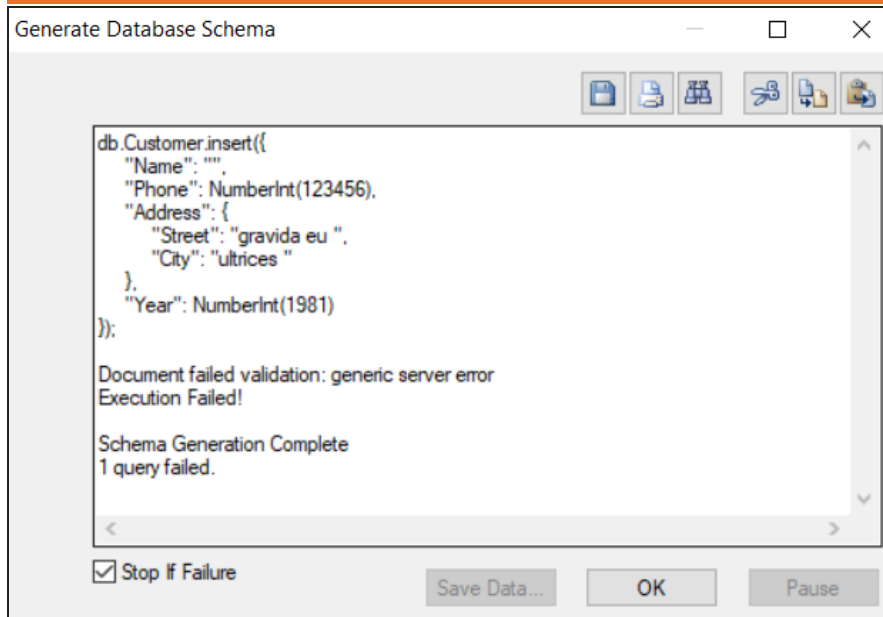 Generate Database Schema
db.Customer.insert({
"Name": "",
"Phone": NumberInt(123456),
"Address": {
"Street": "gravida eu ",
"City": "ultrices "
},
"Year": NumberInt(1981)
});
Document failed validation: generic server error
Execution Failed!
Schema Generation Complete
1 query failed.
Stop If Failure
Save Data...
OK
Pause